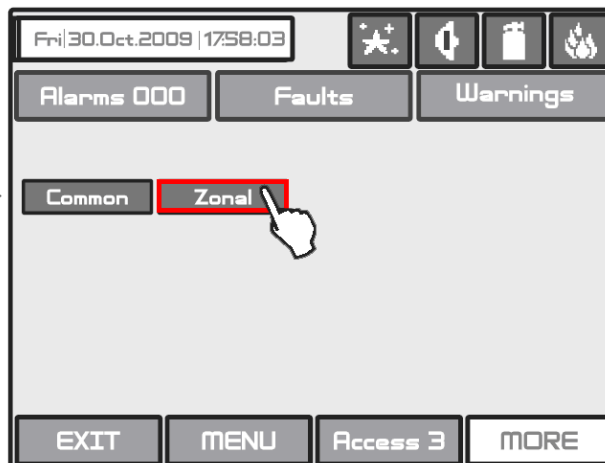 Fri|30.Oct.2009|17:58:03
Alarms 000 Faults Warnings
Common Zonal
EXIT MENU Access 3 MORE